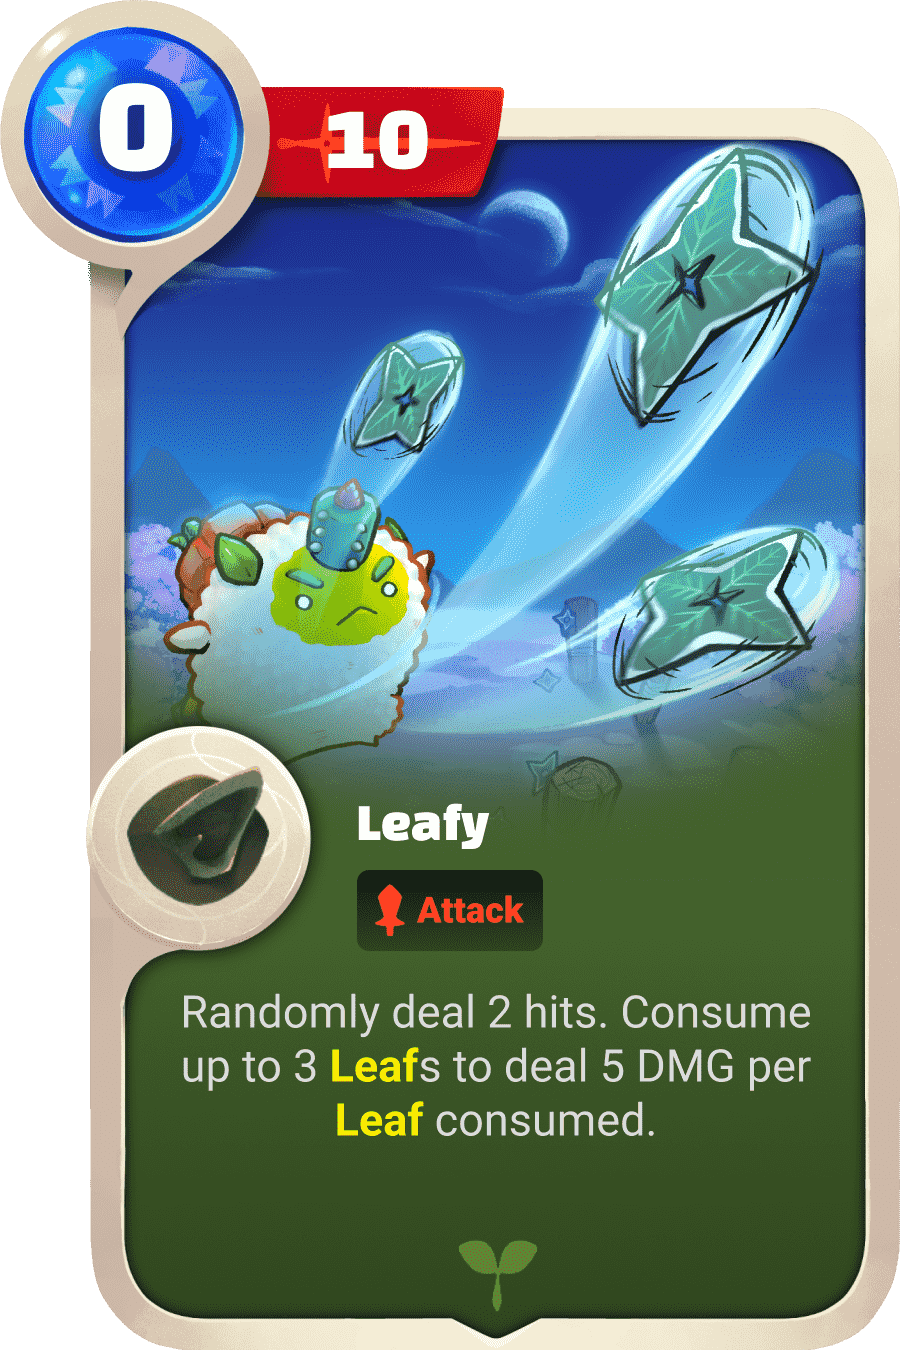 0
10
Leafy
Attack
Randomly deal 2 hits. Consume
up to 3 Leafs to deal 5 DMG per
Leaf consumed.